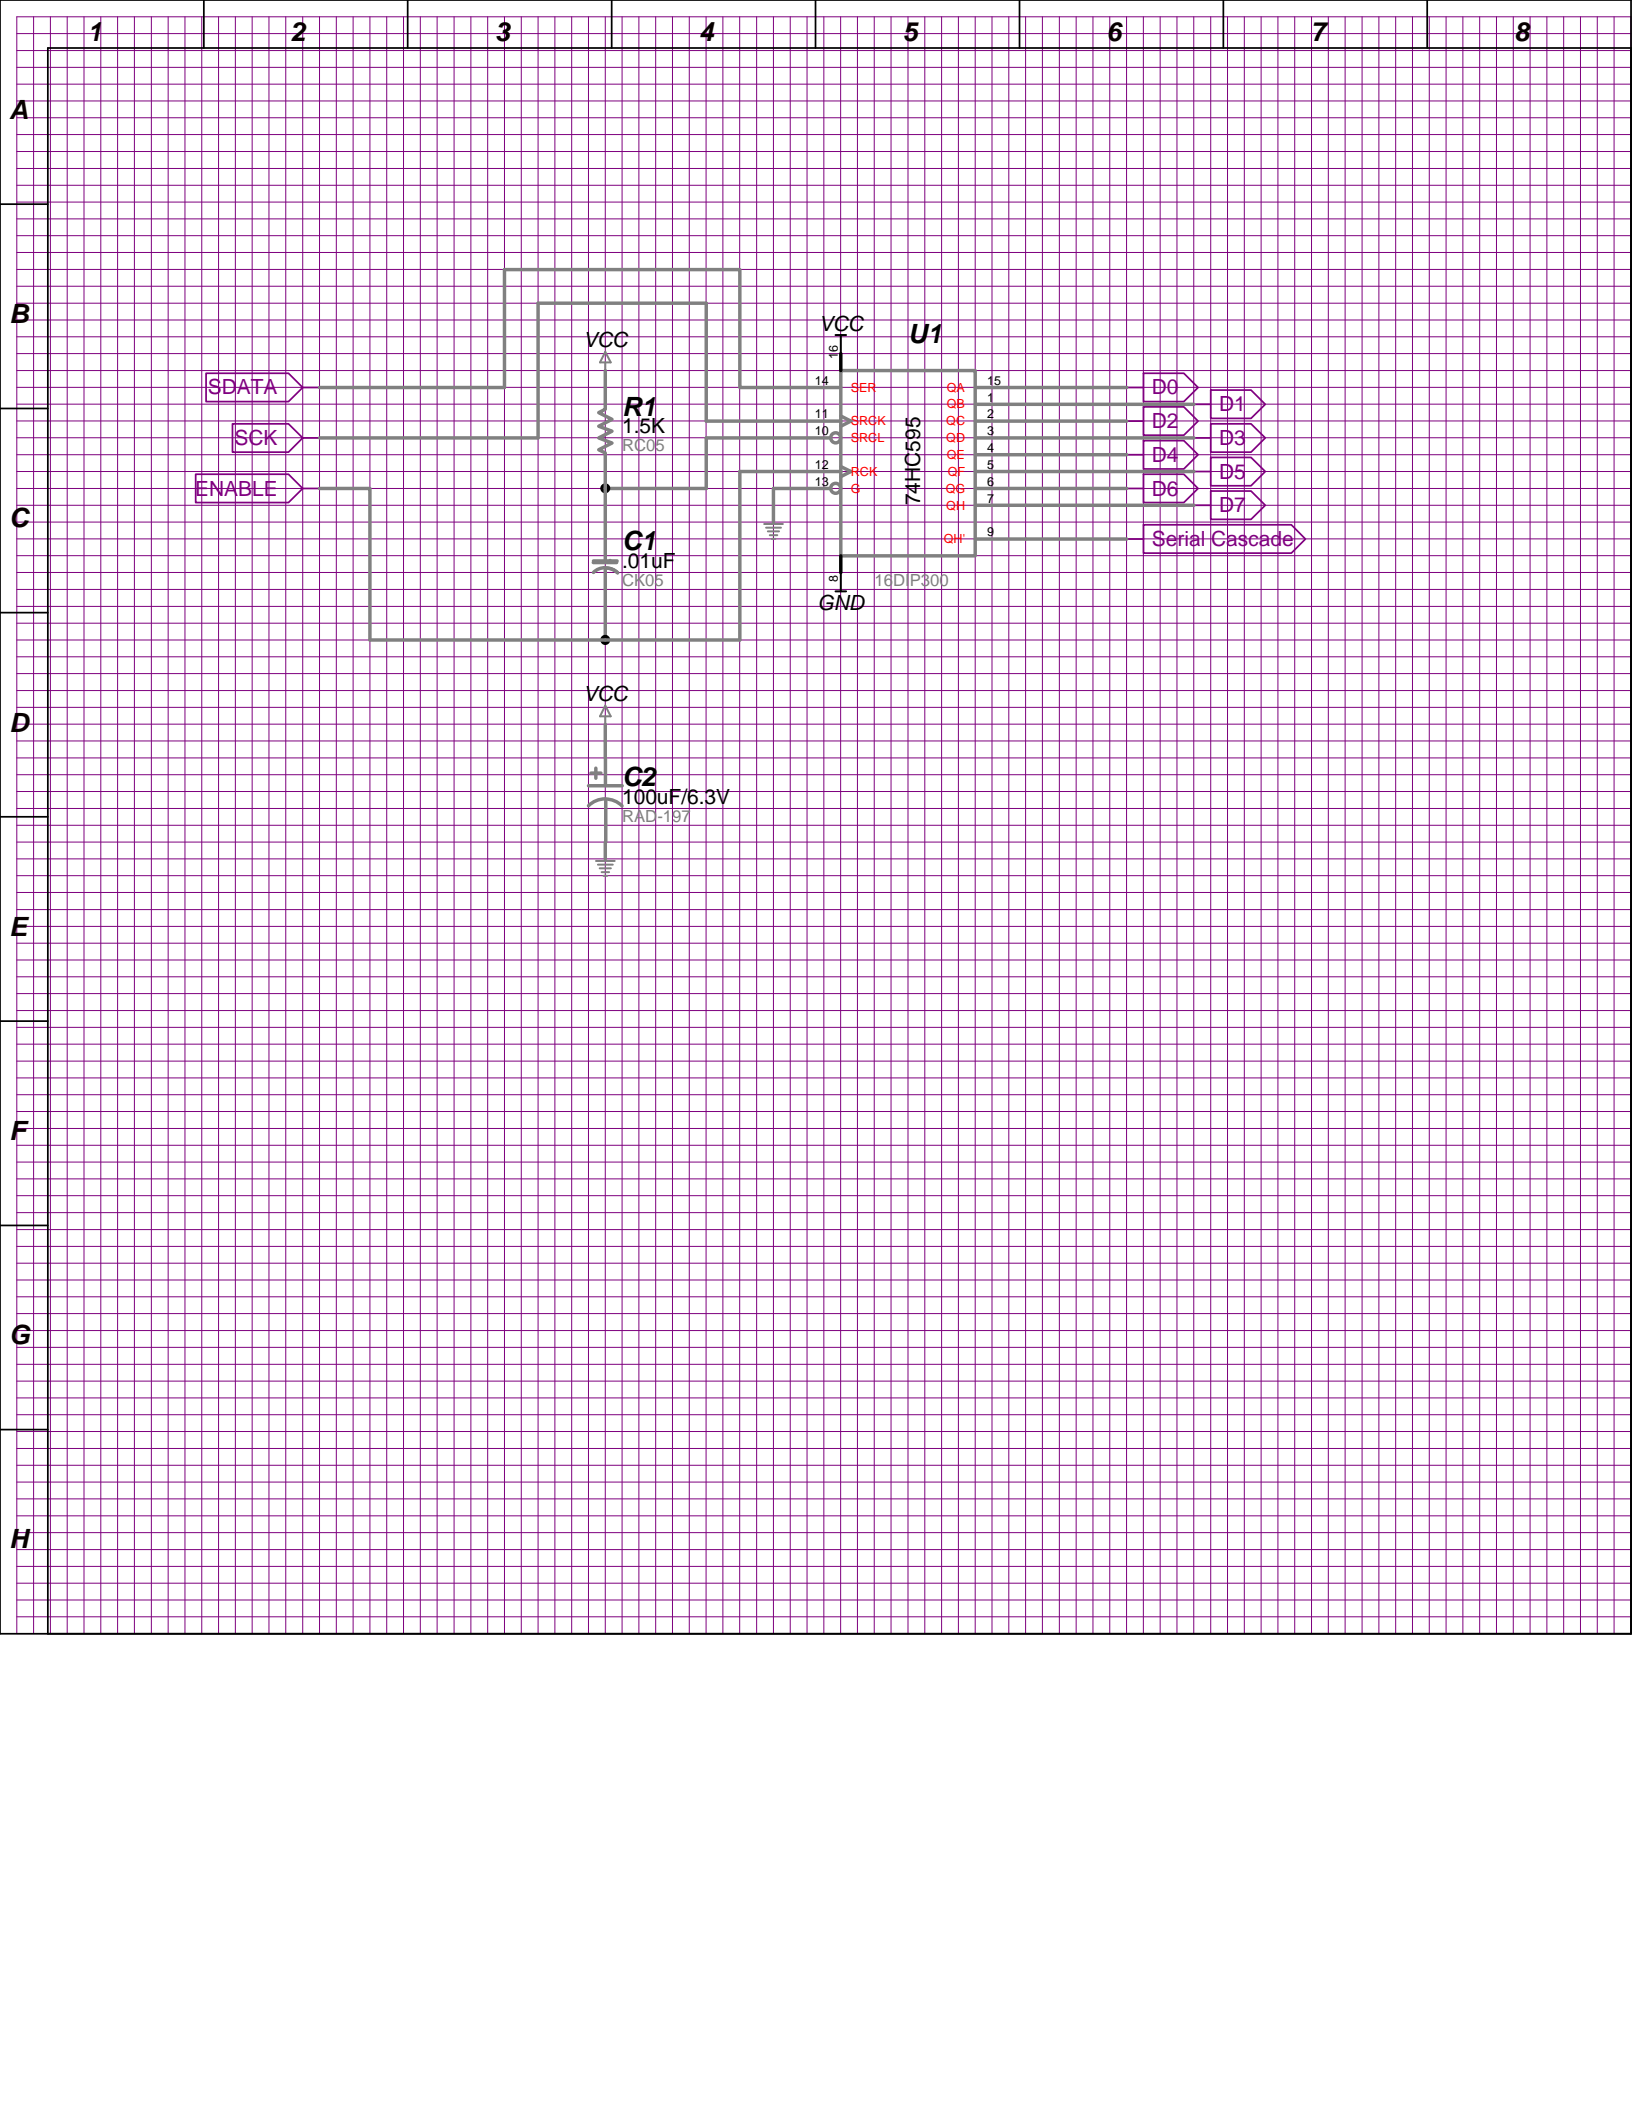 1 2 3 4 5 6 7 8
A
B
VCC
VCC
U1
16
SDATA
14 SER QA 15 D0
R1
QB 1 D1
1.5K
11 SRCK QC 2 D2
SCK
RC05
10 SRCL QD 3 D3
74HC595
QE 4 D4
12 RCK QF 5 D5
ENABLE
13 G QG 6 D6
QH 7 D7
C
C1
QH' 9 Serial Cascade
.01uF
CK05
8
16DIP300
GND
VCC
D
C2
+
100uF/6.3V
RAD-197
E
F
G
H